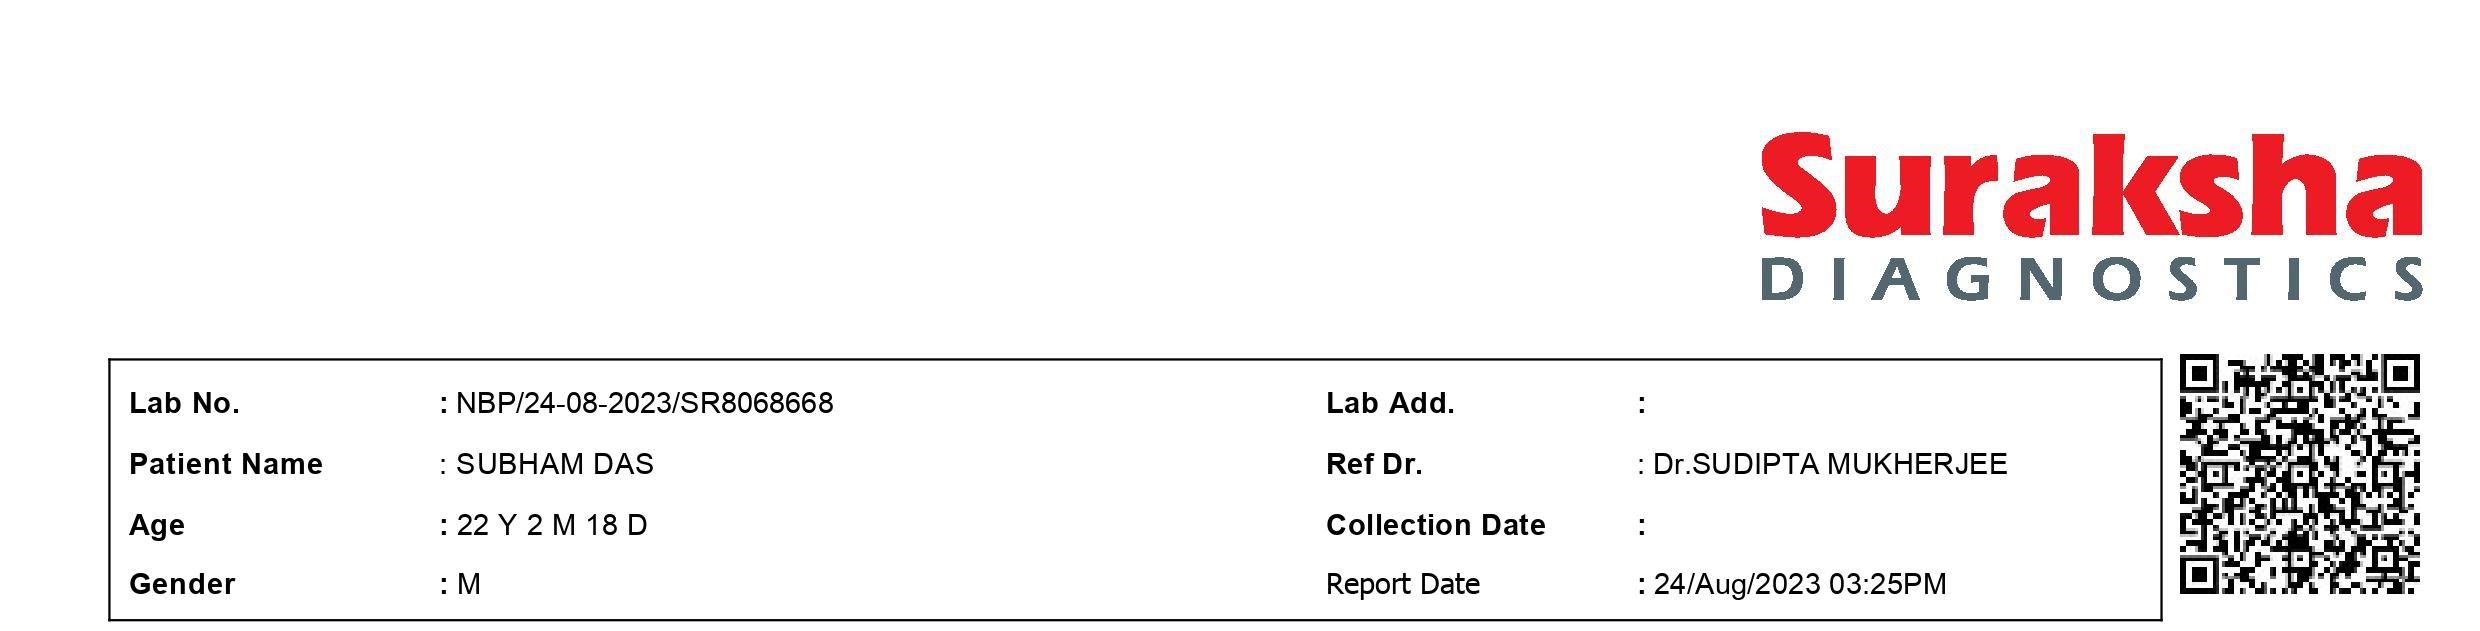 Suraksha
DIAGNOSTICS
Lab No. : NBP/24-08-2023/SR8068668 Lab Add. :
Patient Name : SUBHAM DAS Ref Dr. : Dr.SUDIPTA MUKHERJEE
Age : 22 Y 2 M 18 D Collection Date :
Gender : M Report Date : 24/Aug/2023 03:25PM